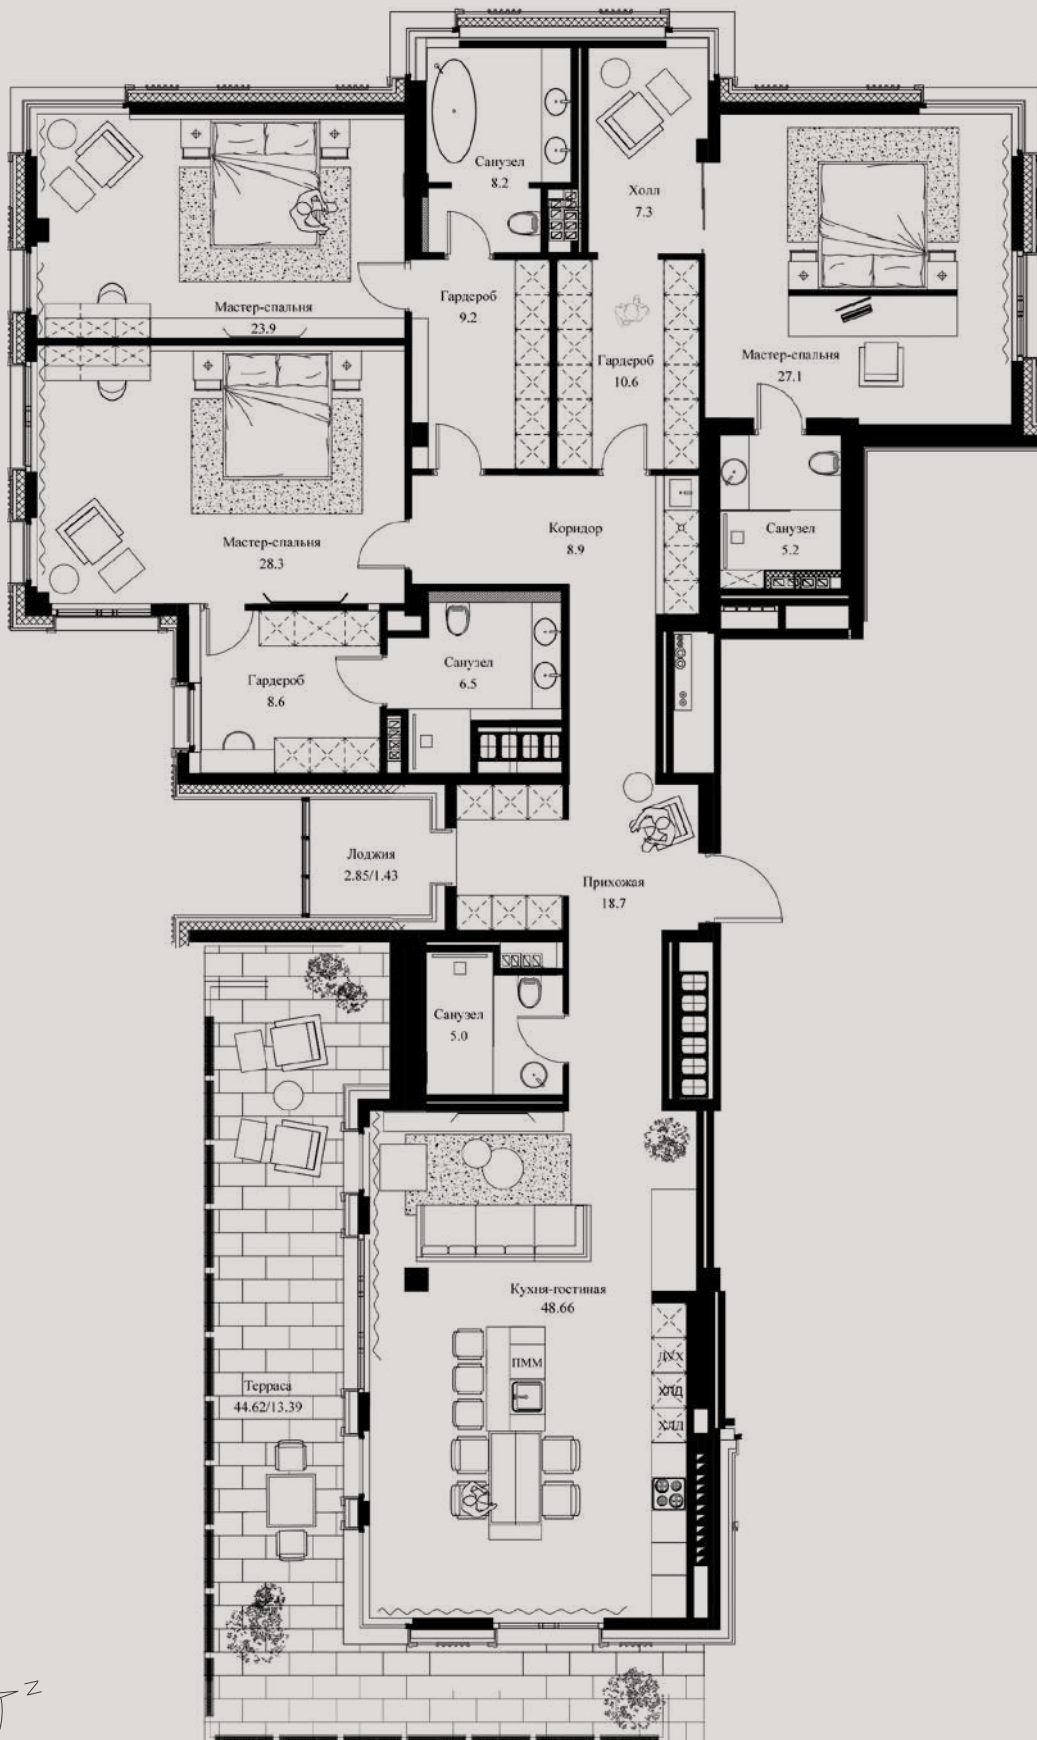 Санузел
8.2
Холл
7.3
Мастер-спальня
23.9
Гардероб
9.2
Гардероб
10.6
Мастер-спальня
27.1
Мастер-спальня
28.3
Коридор
8.9
Санузел
5.2
Гардероб
8.6
Санузел
6.5
Лоджия
2.85/1.43
Прихожая
18.7
Санузел
5.0
Кухня-гостиная
48.66
ПММ
ДУХ
ХЛД
ХЛД
Терраса
44.62/13.39
N